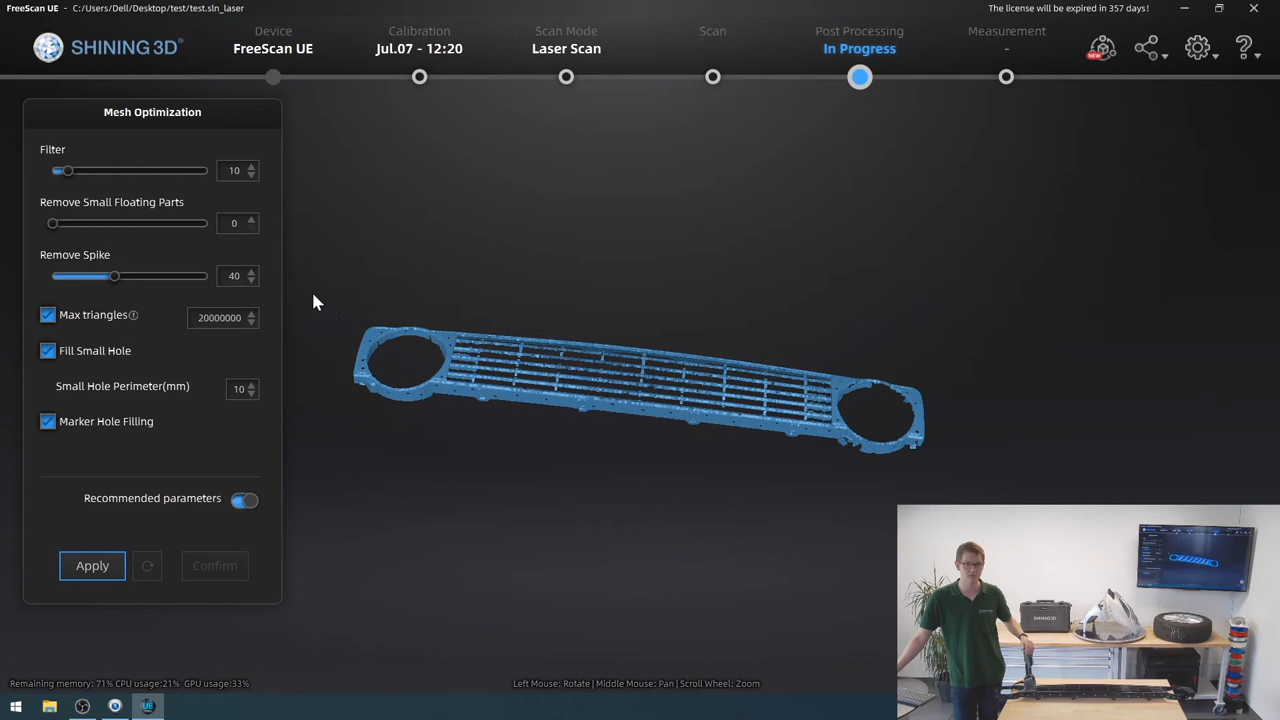 FreeScan UE - C:/Users/Dell/Desktop/test/test.sln_laser
The license will be expired in 357 days!
SHINING 3D®
Device
FreeScan UE
Calibration
Jul.07 - 12:20
Scan Mode
Laser Scan
Scan
Post Processing
In Progress
Measurement
-
NEW
?
Mesh Optimization
Filter
10
Remove Small Floating Parts
0
Remove Spike
40
Max triangles
20000000
Fill Small Hole
Small Hole Perimeter(mm)
10
Marker Hole Filling
Recommended parameters
Apply
Confirm
SHINING 3D
Remaining memory: 71% CPU usage:21% GPU usage:33%
Left Mouse: Rotate | Middle Mouse: Pan | Scroll Wheel: Zoom
UE